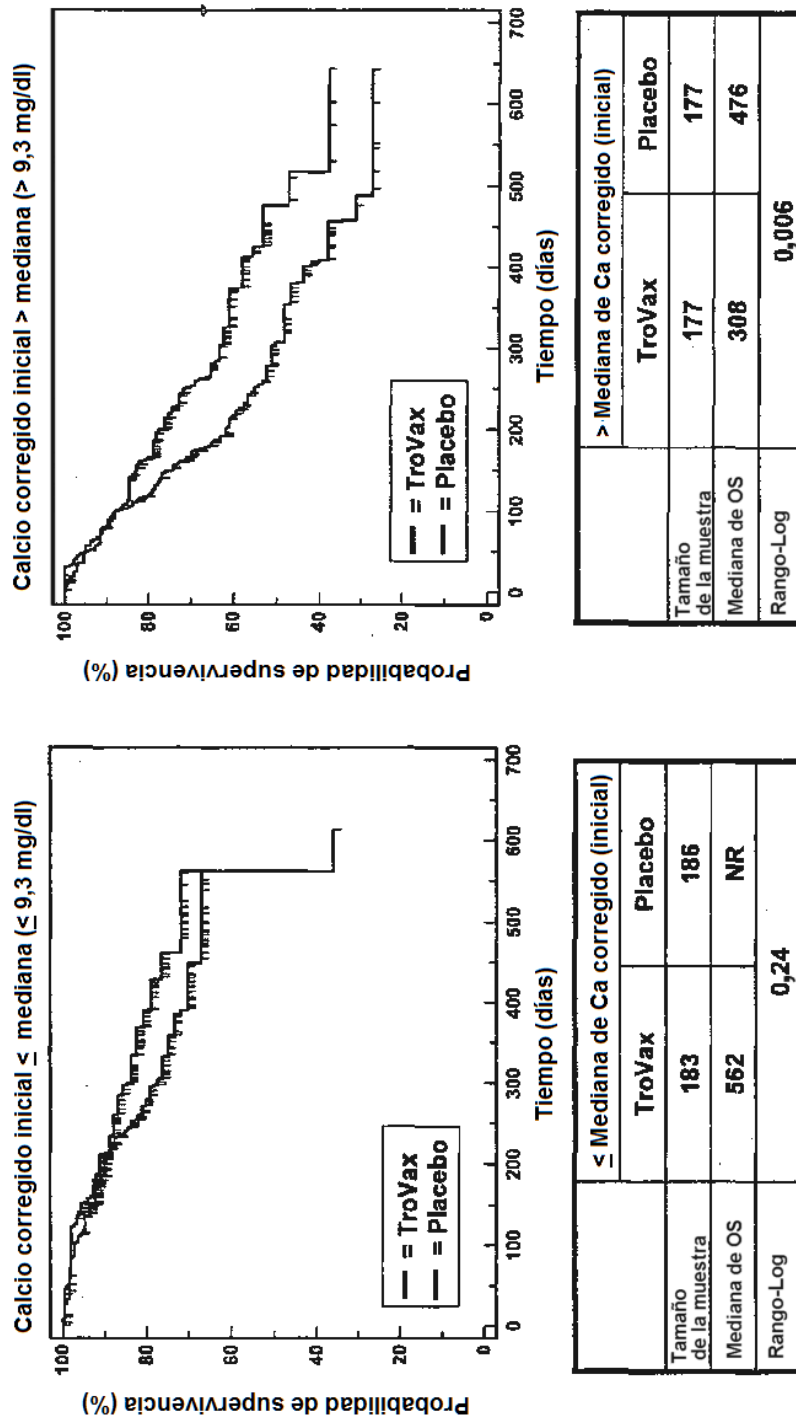 Calcio corregido inicial ≤ mediana (≤ 9,3 mg/dl)
Probabilidad de supervivencia (%)
100
80
60
40
20
0
= TroVax
= Placebo
0 100 200 300 400 500 600 700
Tiempo (días)
≤ Mediana de Ca corregido (inicial)
TroVax Placebo
Tamaño
de la muestra 183 186
Mediana de OS 562 NR
Rango-Log 0,24
Calcio corregido inicial > mediana (> 9,3 mg/dl)
Probabilidad de supervivencia (%)
100
80
60
40
20
0
= TroVax
= Placebo
0 100 200 300 400 500 600 700
Tiempo (días)
> Mediana de Ca corregido (inicial)
TroVax Placebo
Tamaño
de la muestra 177 177
Mediana de OS 308 476
Rango-Log 0,006